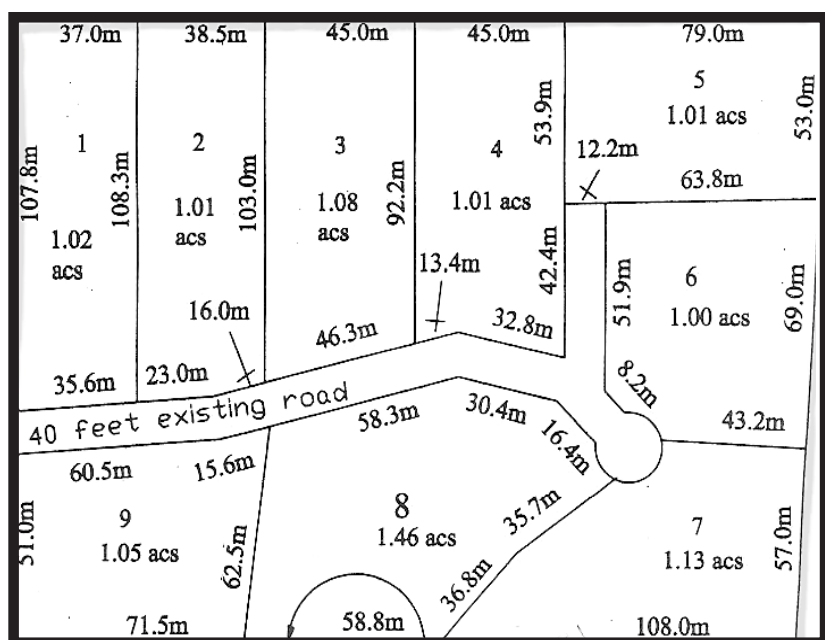 37.0m
38.5m
45.0m
45.0m
79.0m
107.8m
1
108.3m
1.02
acs
35.6m
2
1.01
acs
103.0m
16.0m
23.0m
3
1.08
acs
92.2m
46.3m
4
1.01 acs
53.9m
13.4m
42.4m
32.8m
5
1.01 acs
53.0m
12.2m
63.8m
6
1.00 acs
51.9m
69.0m
8.2m
43.2m
40 feet existing road
60.5m
15.6m
58.3m
30.4m
16.4m
51.0m
9
1.05 acs
62.5m
71.5m
8
1.46 acs
35.7m
36.8m
58.8m
7
1.13 acs
57.0m
108.0m